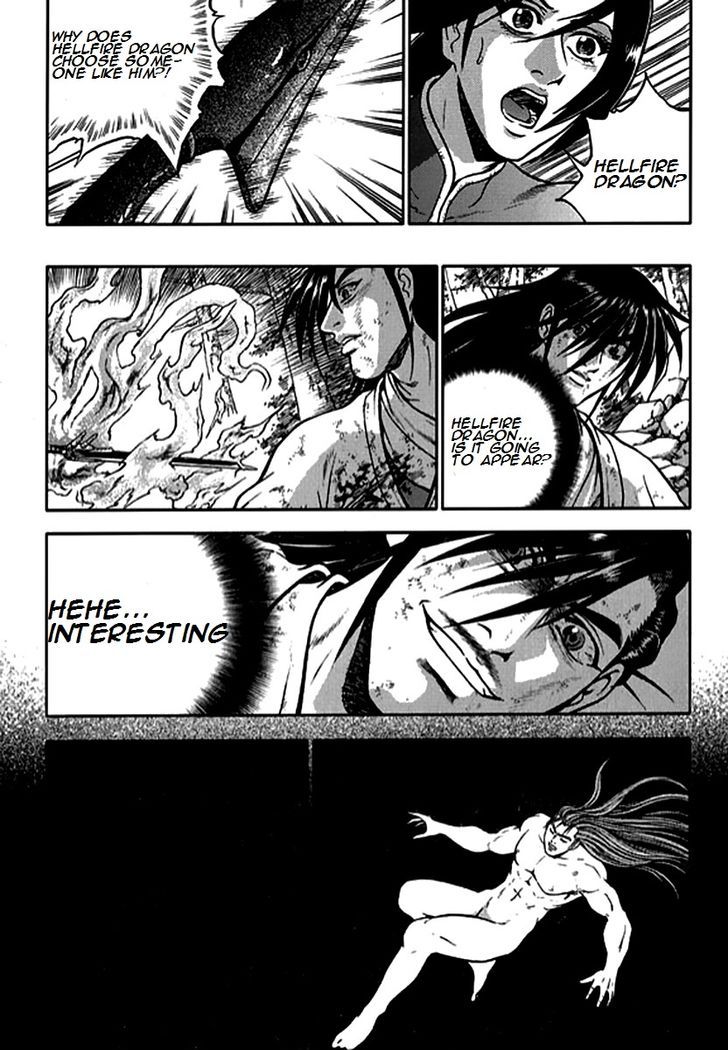 WHY DOES
HELLFIRE DRAGON
CHOOSE SOME-
ONE LIKE HIM?!
HELLFIRE
DRAGON?
HELLFIRE
DRAGON...
IS IT GOING
TO APPEAR?
HEHE...
INTERESTING